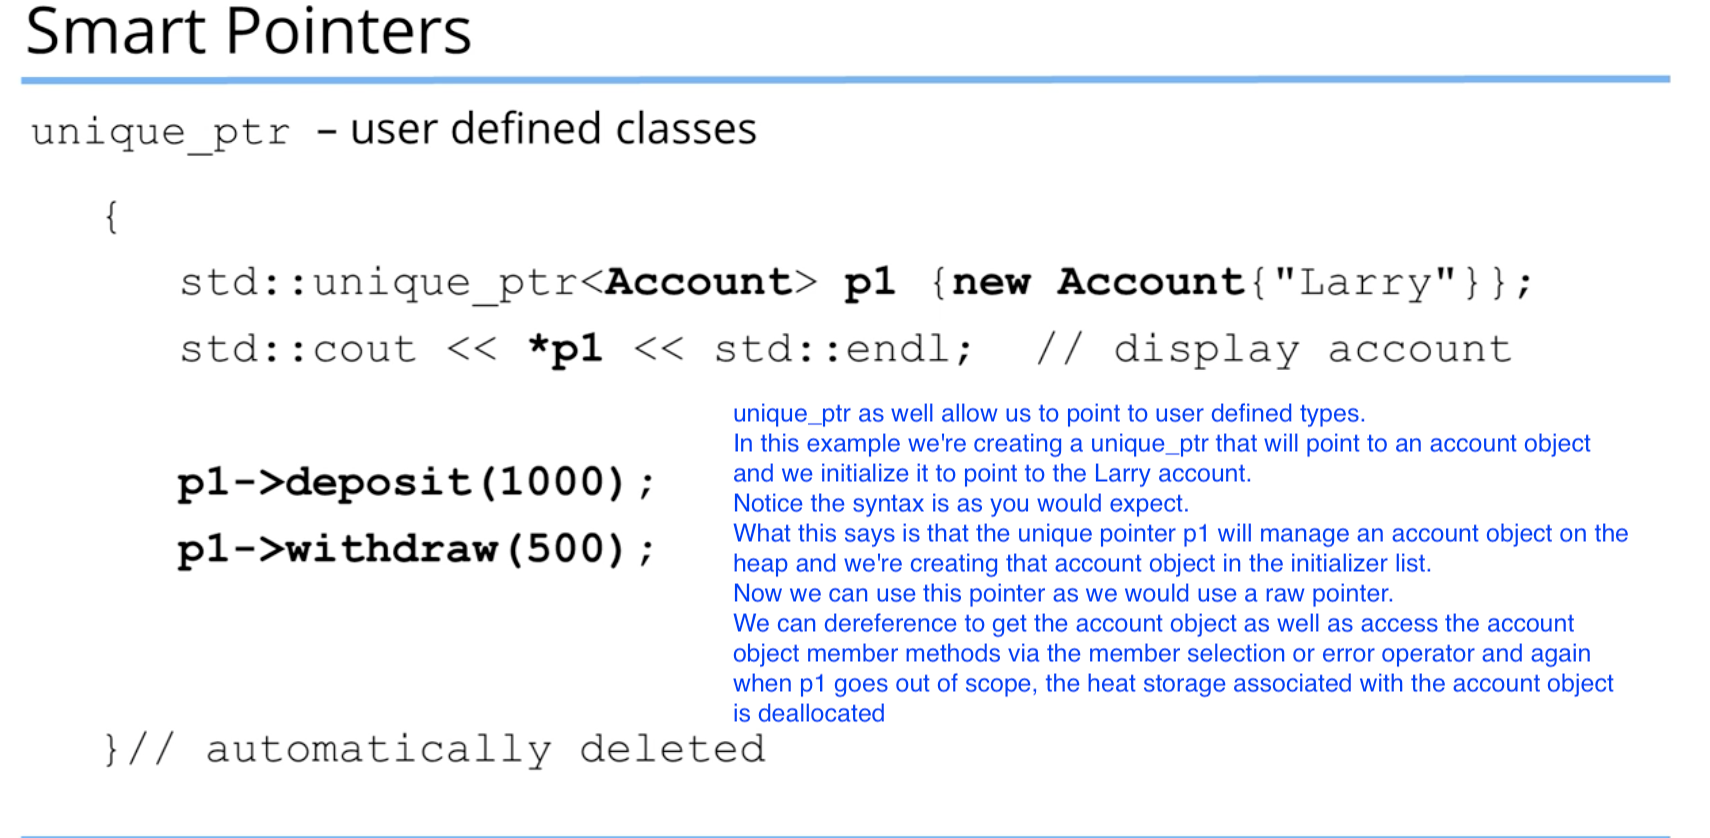 Smart Pointers
unique_ptr – user defined classes
{
std::unique_ptr<Account> p1 {new Account{"Larry"}};
std::cout << *p1 << std::endl; // display account
unique_ptr as well allow us to point to user defined types.
In this example we're creating a unique_ptr that will point to an account object
and we initialize it to point to the Larry account.
Notice the syntax is as you would expect.
What this says is that the unique pointer p1 will manage an account object on the
heap and we're creating that account object in the initializer list.
Now we can use this pointer as we would use a raw pointer.
We can dereference to get the account object as well as access the account
object member methods via the member selection or error operator and again
when p1 goes out of scope, the heat storage associated with the account object
is deallocated
p1->deposit(1000);
p1->withdraw(500);
}// automatically deleted